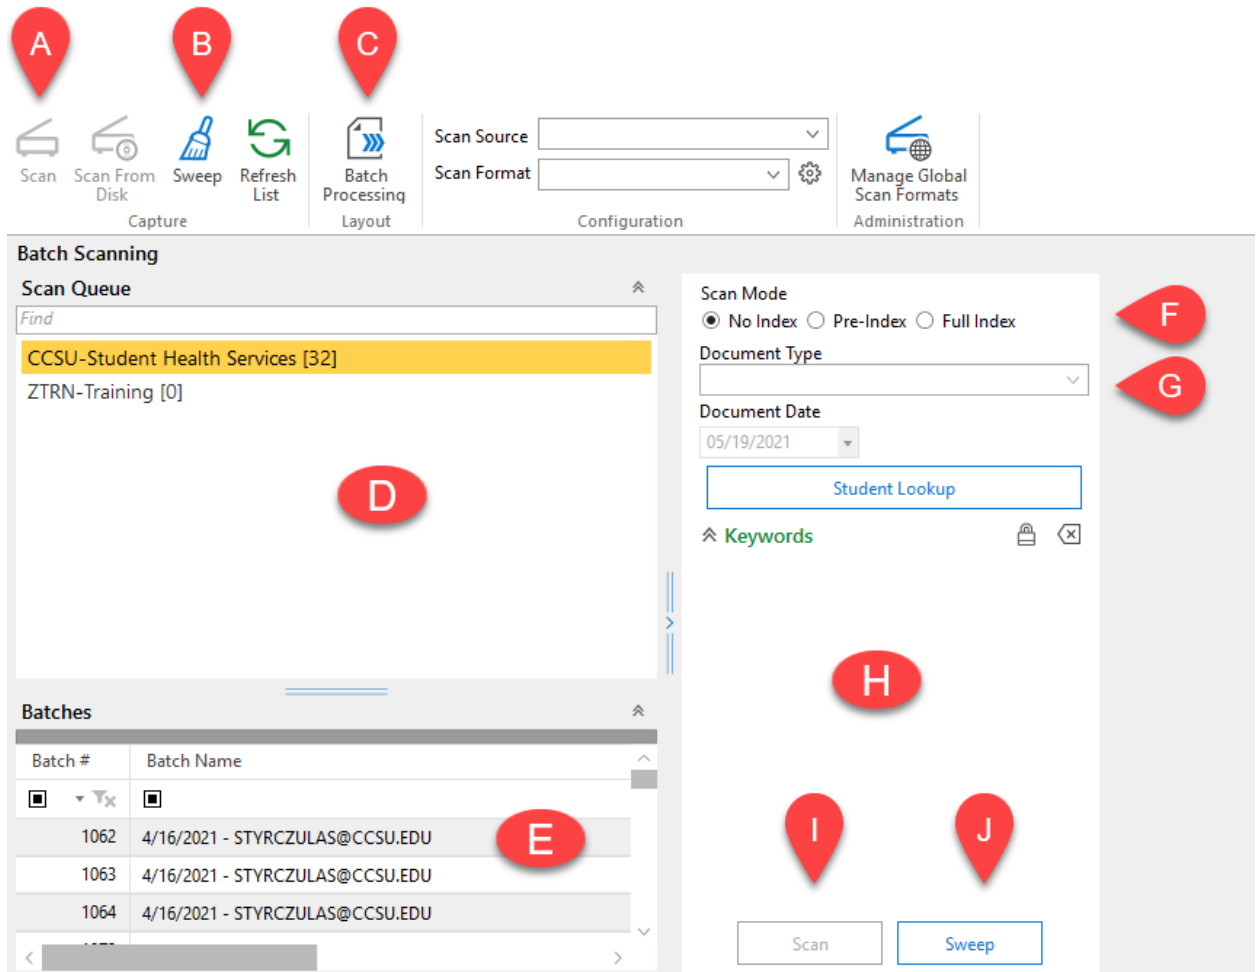 A
B
C
Scan
Scan From Disk
Sweep
Refresh List
Capture
Batch Processing
Layout
Scan Source
Scan Format
Configuration
Manage Global Scan Formats
Administration
Batch Scanning
Scan Queue
Find
CCSU-Student Health Services [32]
ZTRN-Training [0]
D
Batches
Batch #
Batch Name
1062 4/16/2021 - STYRCZULAS@CCSU.EDU
E
1063 4/16/2021 - STYRCZULAS@CCSU.EDU
1064 4/16/2021 - STYRCZULAS@CCSU.EDU
Scan Mode
No Index Pre-Index Full Index
F
Document Type
G
Document Date
05/19/2021
Student Lookup
Keywords
H
I
J
Scan
Sweep